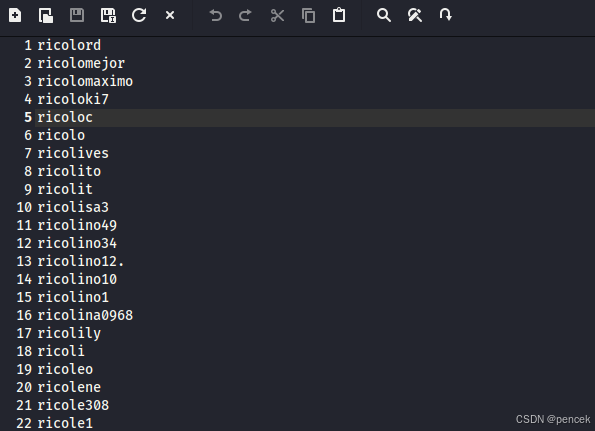 1 ricolord
2 ricolomejor
3 ricolomaximo
4 ricoloki7
5 ricoloc
6 ricolo
7 ricolives
8 ricolito
9 ricolit
10 ricolisa3
11 ricolino49
12 ricolino34
13 ricolino12.
14 ricolino10
15 ricolino1
16 ricolina0968
17 ricolily
18 ricoli
19 ricoleo
20 ricolene
21 ricole308
22 ricole1
CSDN @pencek